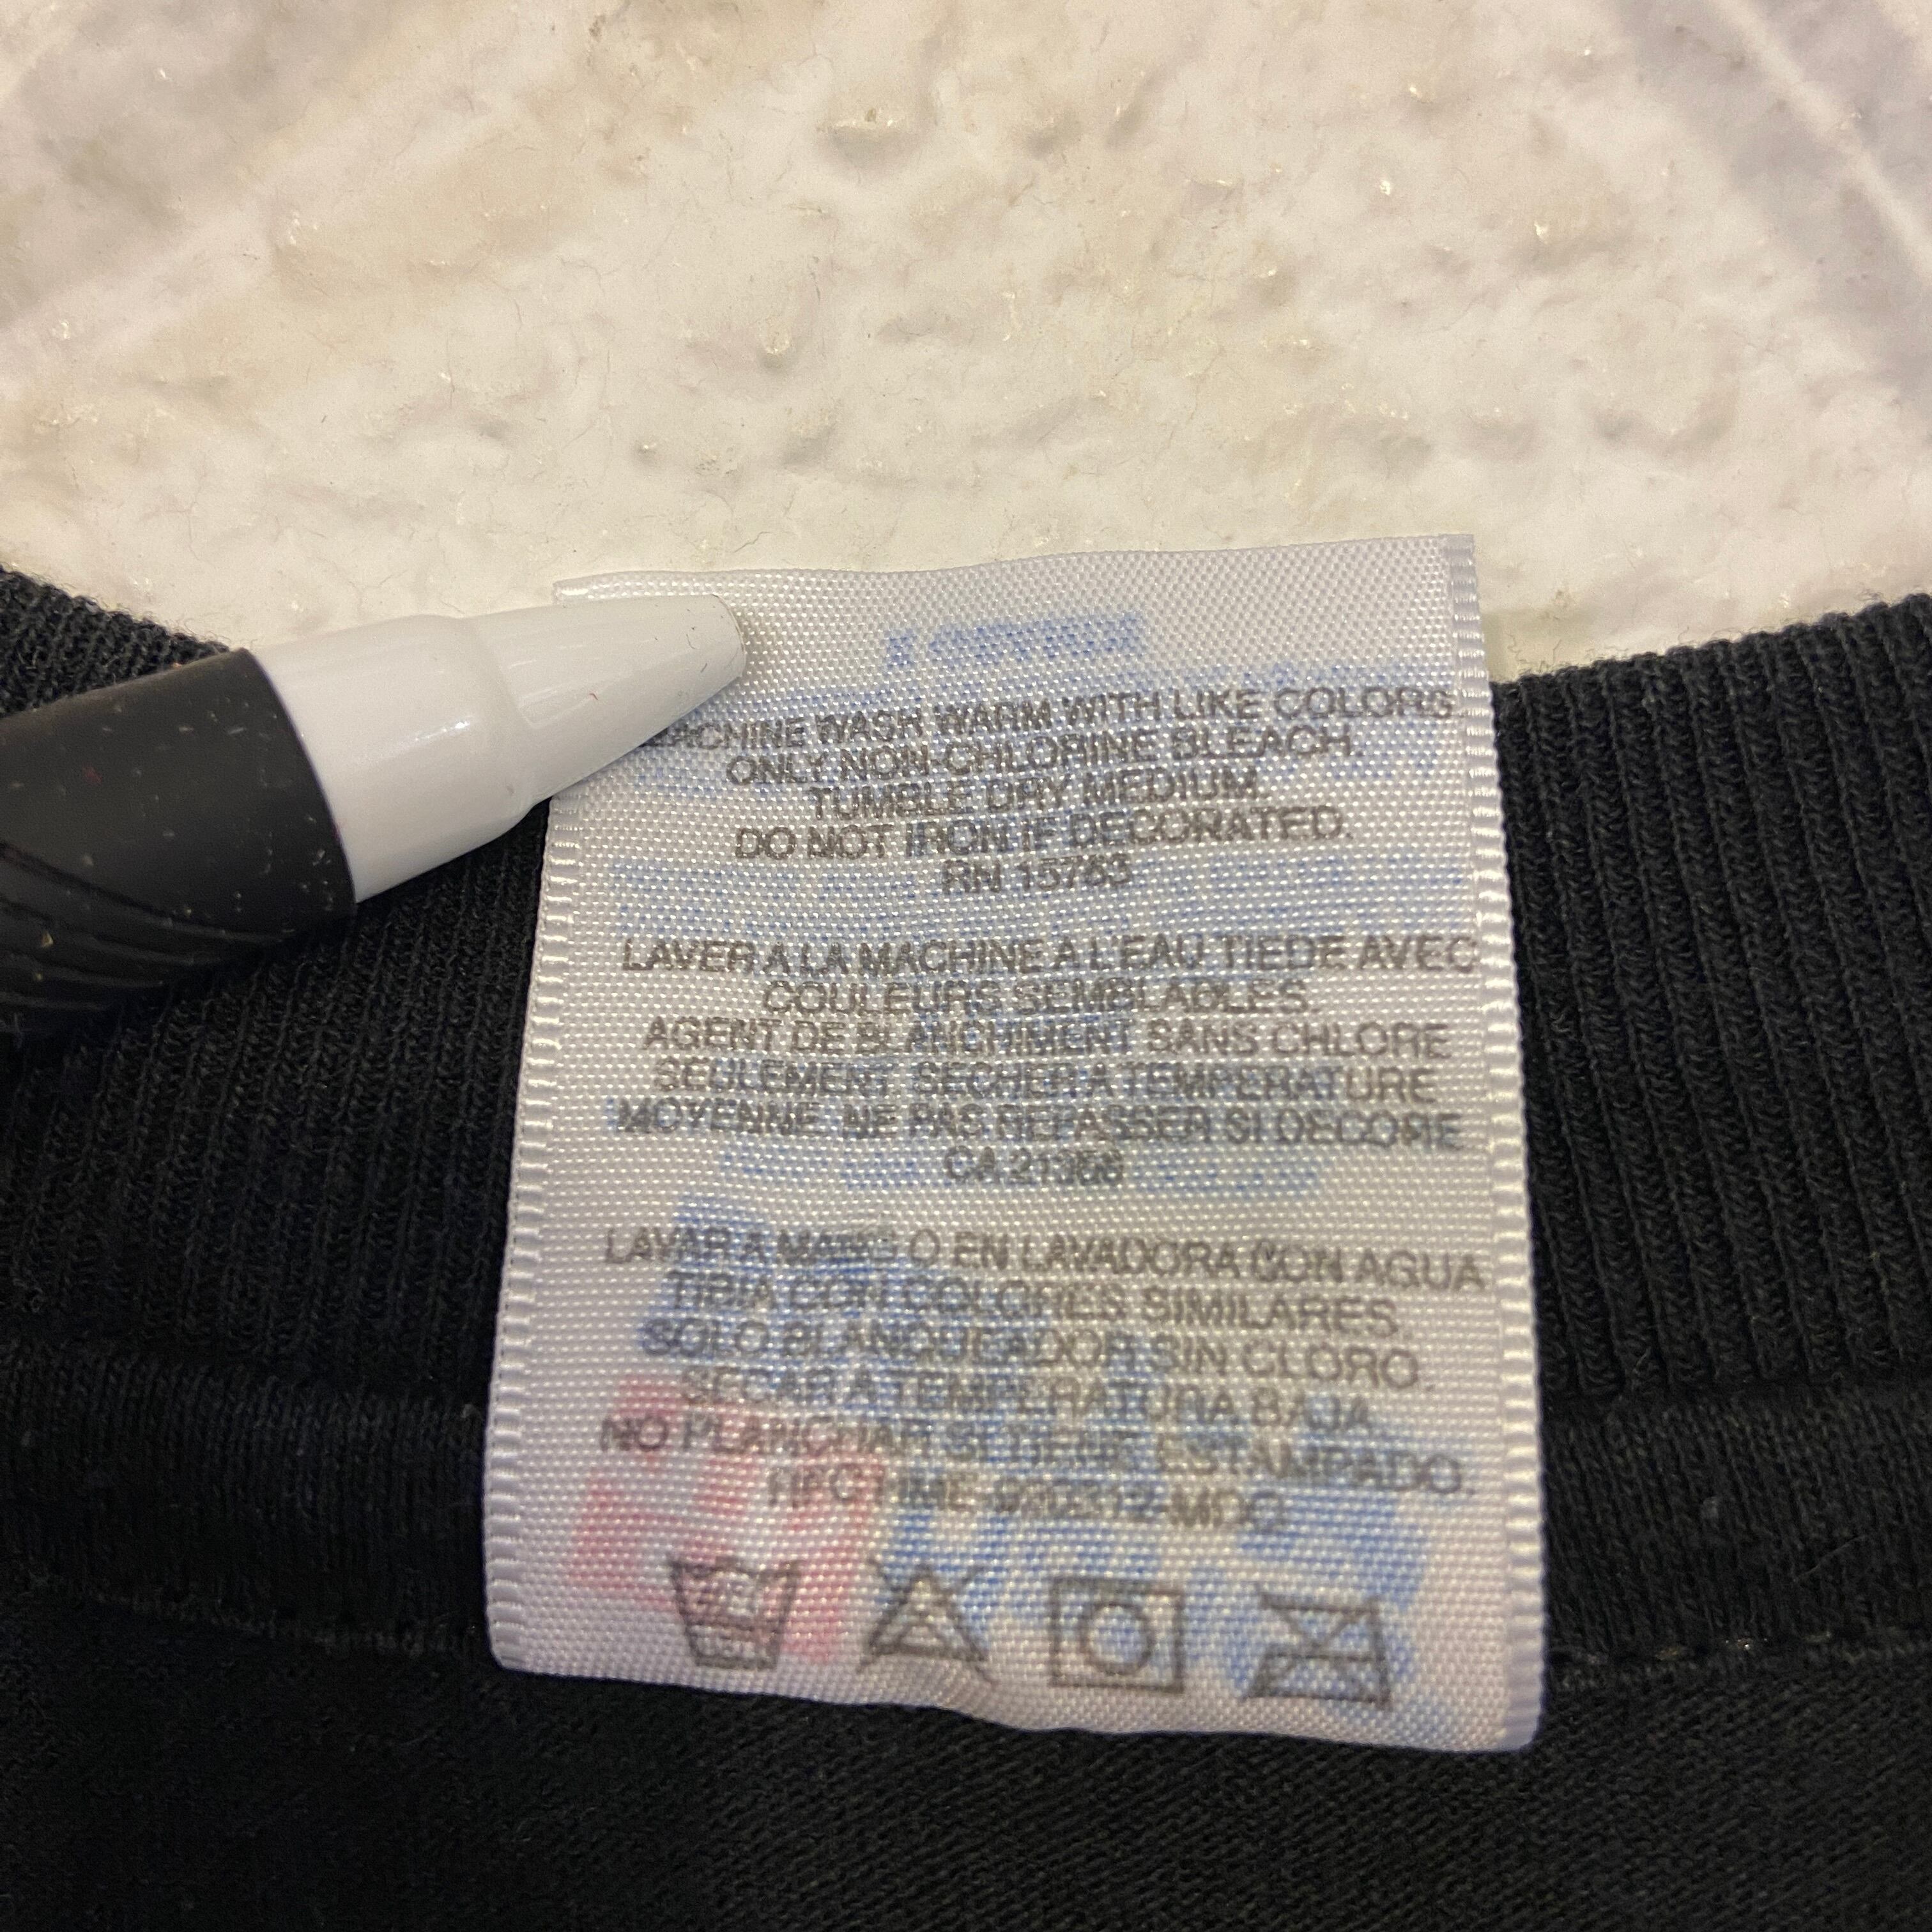 MACHINE WASH WARM WITH LIKE COLORS.
ONLY NON-CHLORINE BLEACH.
TUMBLE DRY MEDIUM.
DO NOT IRON IF DECORATED.
RN 15763
LAVER A LA MACHINE A L'EAU TIEDE AVEC
COULEURS SEMBLABLES.
AGENT DE BLANCHIMENT SANS CHLORE
SEULEMENT. SECHER A TEMPERATURE
MOYENNE. NE PAS REPASSER SI DECORE
CA 21366
LAVAR A MANO O EN LAVADORA CON AGUA
TIBIA CON COLORES SIMILARES.
SOLO BLANQUEADOR SIN CLORO.
SECAR A TEMPERATURA BAJA.
NO PLANCHAR SI TIENE ESTAMPADO.